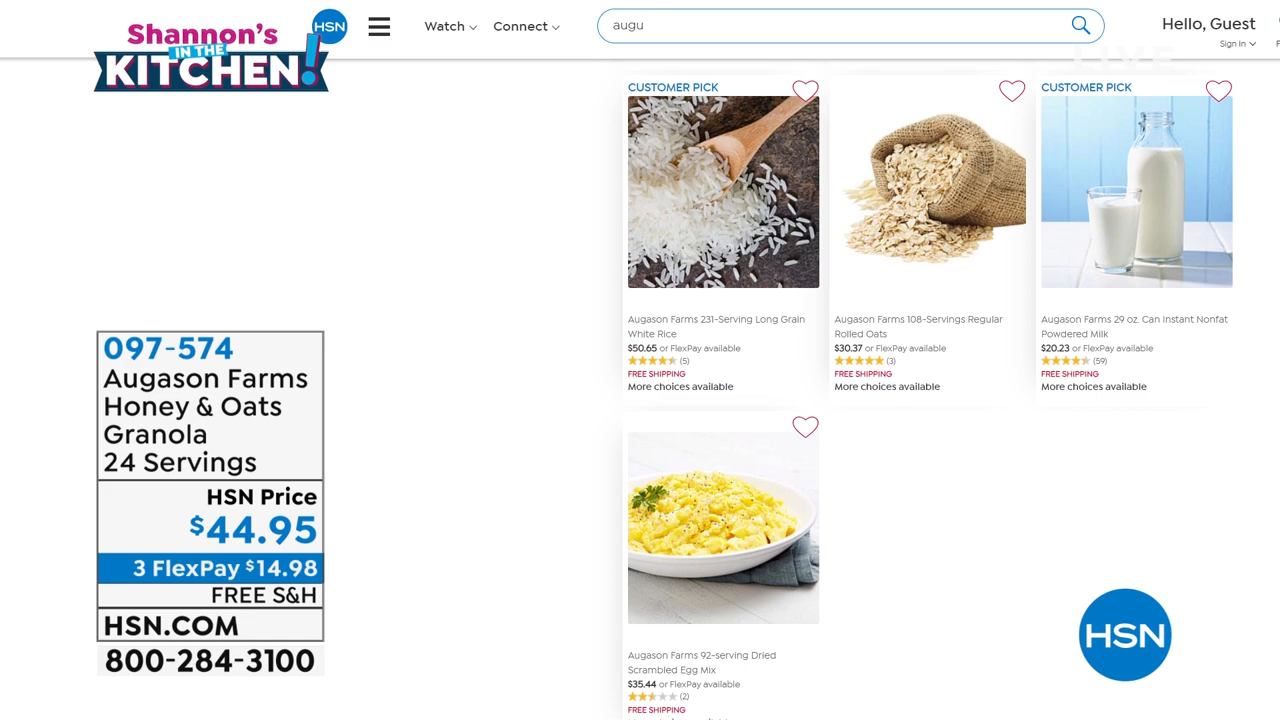 Shannon's
IN THE
KITCHEN!
HSN
Watch
Connect
augu
Hello, Guest
Sign In
LIVE
CUSTOMER PICK
CUSTOMER PICK
Augason Farms 231-Serving Long Grain
White Rice
$50.65 or FlexPay available
(5)
FREE SHIPPING
More choices available
Augason Farms 108-Servings Regular
Rolled Oats
$30.37 or FlexPay available
(3)
FREE SHIPPING
More choices available
Augason Farms 29 oz. Can Instant Nonfat
Powdered Milk
$20.23 or FlexPay available
(59)
FREE SHIPPING
More choices available
Augason Farms 92-serving Dried
Scrambled Egg Mix
$35.44 or FlexPay available
(2)
FREE SHIPPING
097-574
Augason Farms
Honey & Oats
Granola
24 Servings
HSN Price
$44.95
3 FlexPay $14.98
FREE S&H
HSN.COM
800-284-3100
HSN